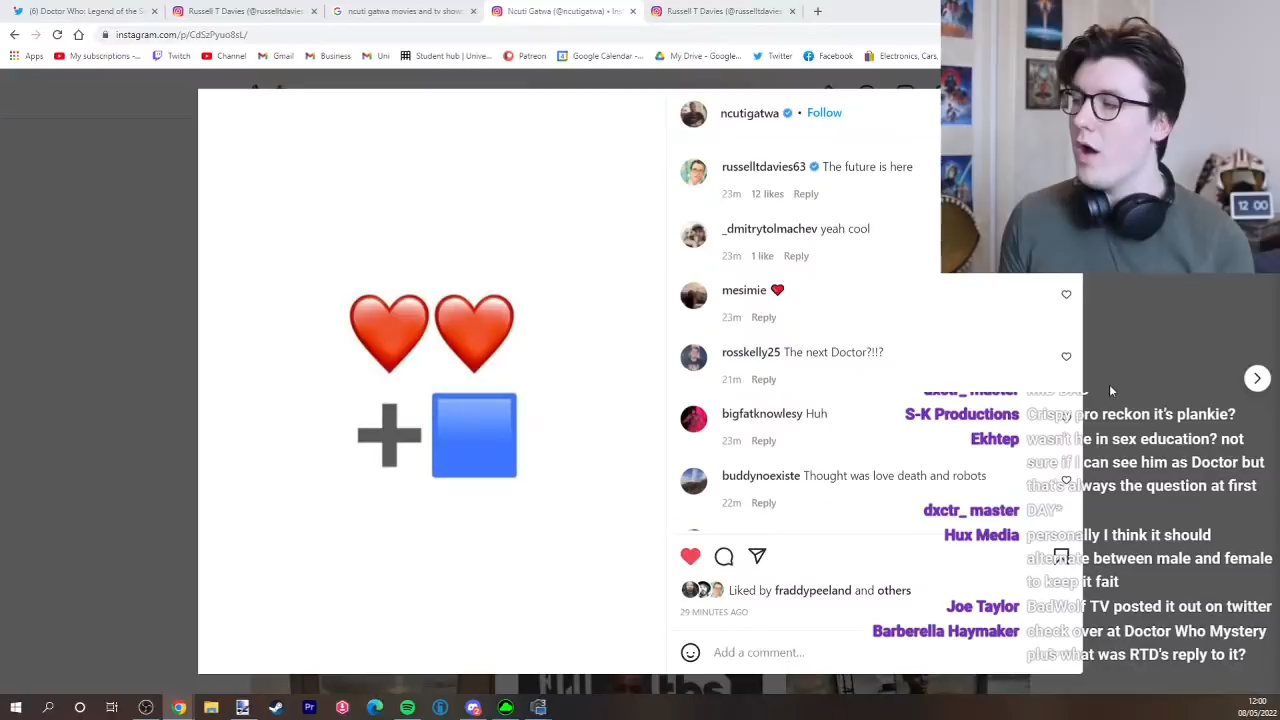 (6) Doctor Who: Legend of the S
Russell T Davies (@russelltdavies
ncuti gatwa movies and tv show
Ncuti Gatwa (@ncutigatwa) • Ins
Russell T Davies (@russelltdavies
instagram.com/p/CdSzPyuo8sL/
Apps
My subscriptions -...
Twitch
Channel
Gmail
Business
Uni
Student hub | Unive...
Patreon
Google Calendar -...
My Drive - Google...
Twitter
Facebook
Electronics, Cars,
ncutigatwa • Follow
russelltdavies63 The future is here
23m 12 likes Reply
_dmitrytolmachev yeah cool
23m 1 like Reply
mesimie
23m Reply
rosskelly25 The next Doctor?!!?
21m Reply
bigfatknowlesy Huh
23m Reply
buddynoexiste Thought was love death and robots
22m Reply
Liked by fraddypeeland and others
29 MINUTES AGO
Add a comment...
12 00
dxctr_ master
S-K Productions Crispy pro reckon it's plankie?
Ekhtep wasn't he in sex education? not
sure if I can see him as Doctor but
that's always the question at first
dxctr_ master DAY*
Hux Media personally I think it should
alternate between male and female
to keep it fait
Joe Taylor BadWolf TV posted it out on twitter
Barberella Haymaker check over at Doctor Who Mystery
plus what was RTD's reply to it?
12:00
08/05/2022